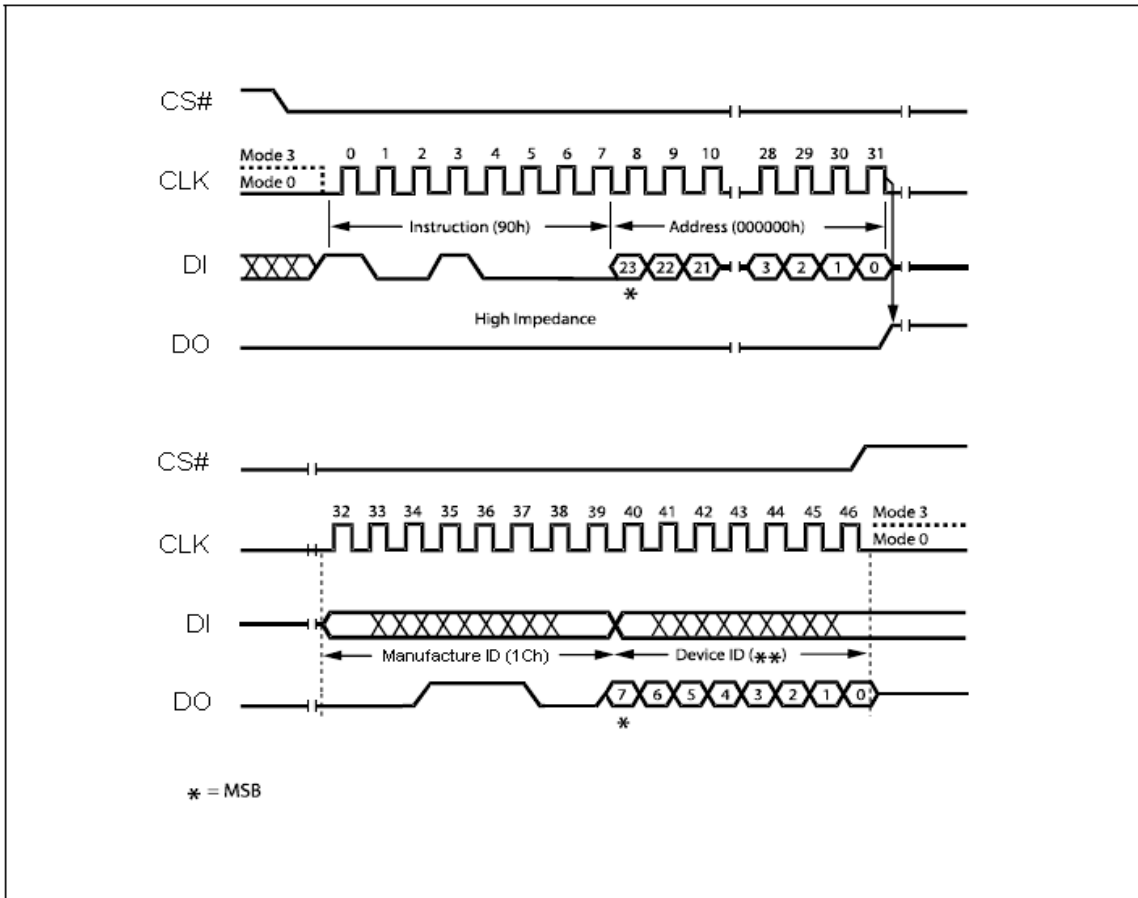 CS#
Mode 3
0 1 2 3 4 5 6 7 8 9 10 28 29 30 31
CLK
Mode 0
Instruction (90h) Address (000000h)
DI
23 22 21 3 2 1 0
*
High Impedance
DO
CS#
32 33 34 35 36 37 38 39 40 41 42 43 44 45 46 Mode 3
CLK
Mode 0
DI
Manufacture ID (1Ch) Device ID (**)
DO
7 6 5 4 3 2 1 0
*
* = MSB